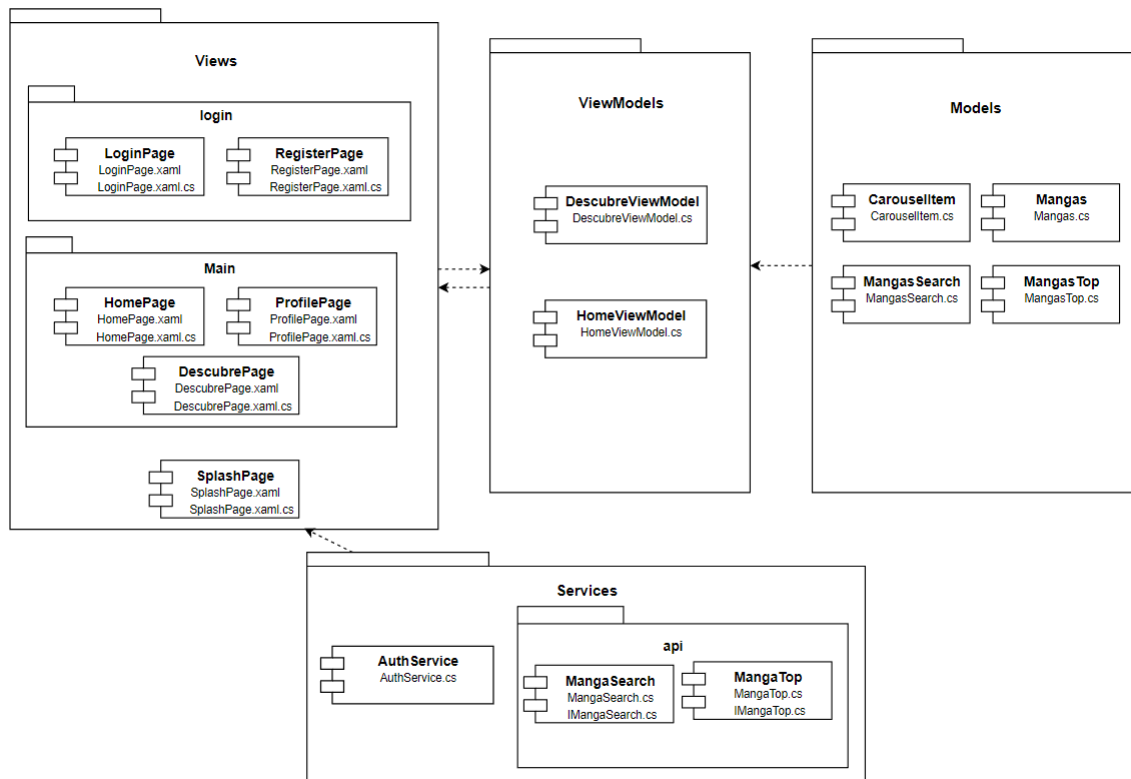 Views
login
LoginPage
LoginPage.xaml
LoginPage.xaml.cs
RegisterPage
RegisterPage.xaml
RegisterPage.xaml.cs
Main
HomePage
HomePage.xaml
HomePage.xaml.cs
ProfilePage
ProfilePage.xaml
ProfilePage.xaml.cs
DescubrePage
DescubrePage.xaml
DescubrePage.xaml.cs
SplashPage
SplashPage.xaml
SplashPage.xaml.cs
ViewModels
DescubreViewModel
DescubreViewModel.cs
HomeViewModel
HomeViewModel.cs
Models
CarouselItem
CarouselItem.cs
Mangas
Mangas.cs
MangasSearch
MangasSearch.cs
MangasTop
MangasTop.cs
Services
AuthService
AuthService.cs
api
MangaSearch
MangaSearch.cs
IMangaSearch.cs
MangaTop
MangaTop.cs
IMangaTop.cs